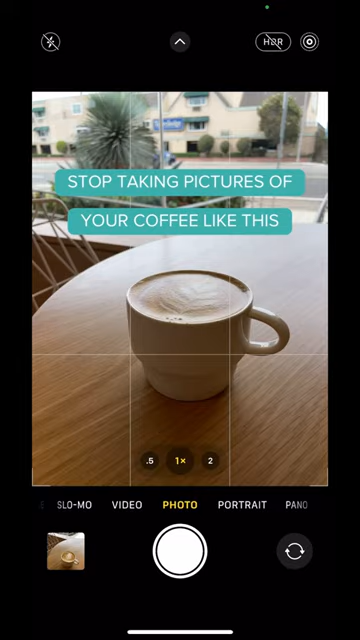 HDR
STOP TAKING PICTURES OF
YOUR COFFEE LIKE THIS
.5 1× 2
SLO-MO VIDEO PHOTO PORTRAIT PANO